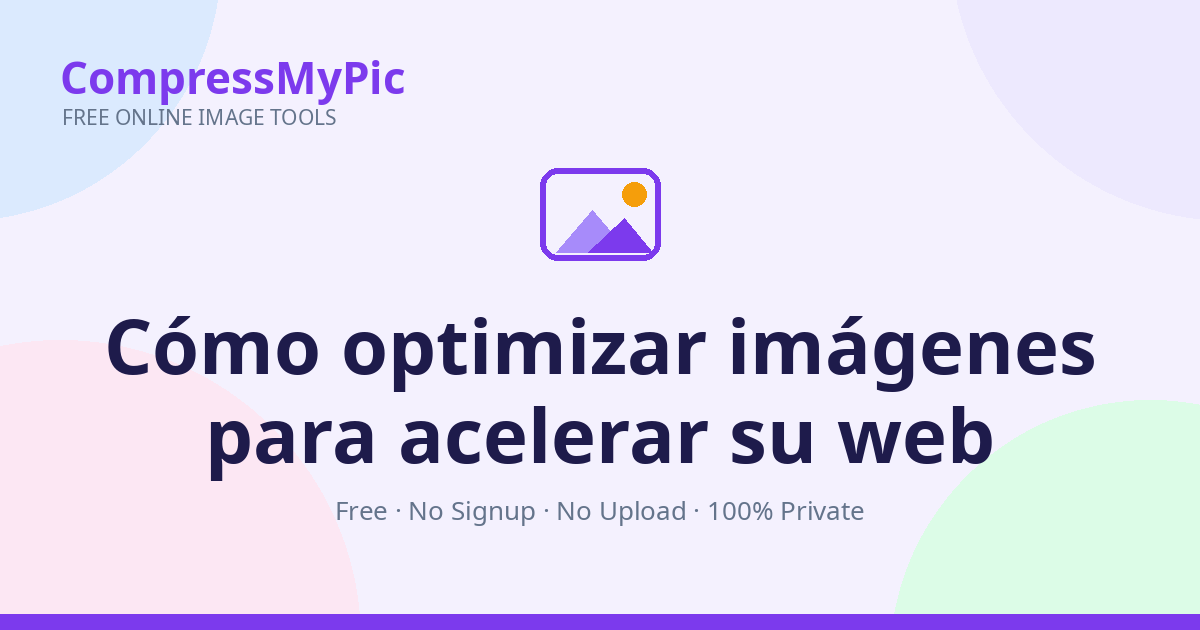 CompressMyPic
FREE ONLINE IMAGE TOOLS
Cómo optimizar imágenes
para acelerar su web
Free · No Signup · No Upload · 100% Private